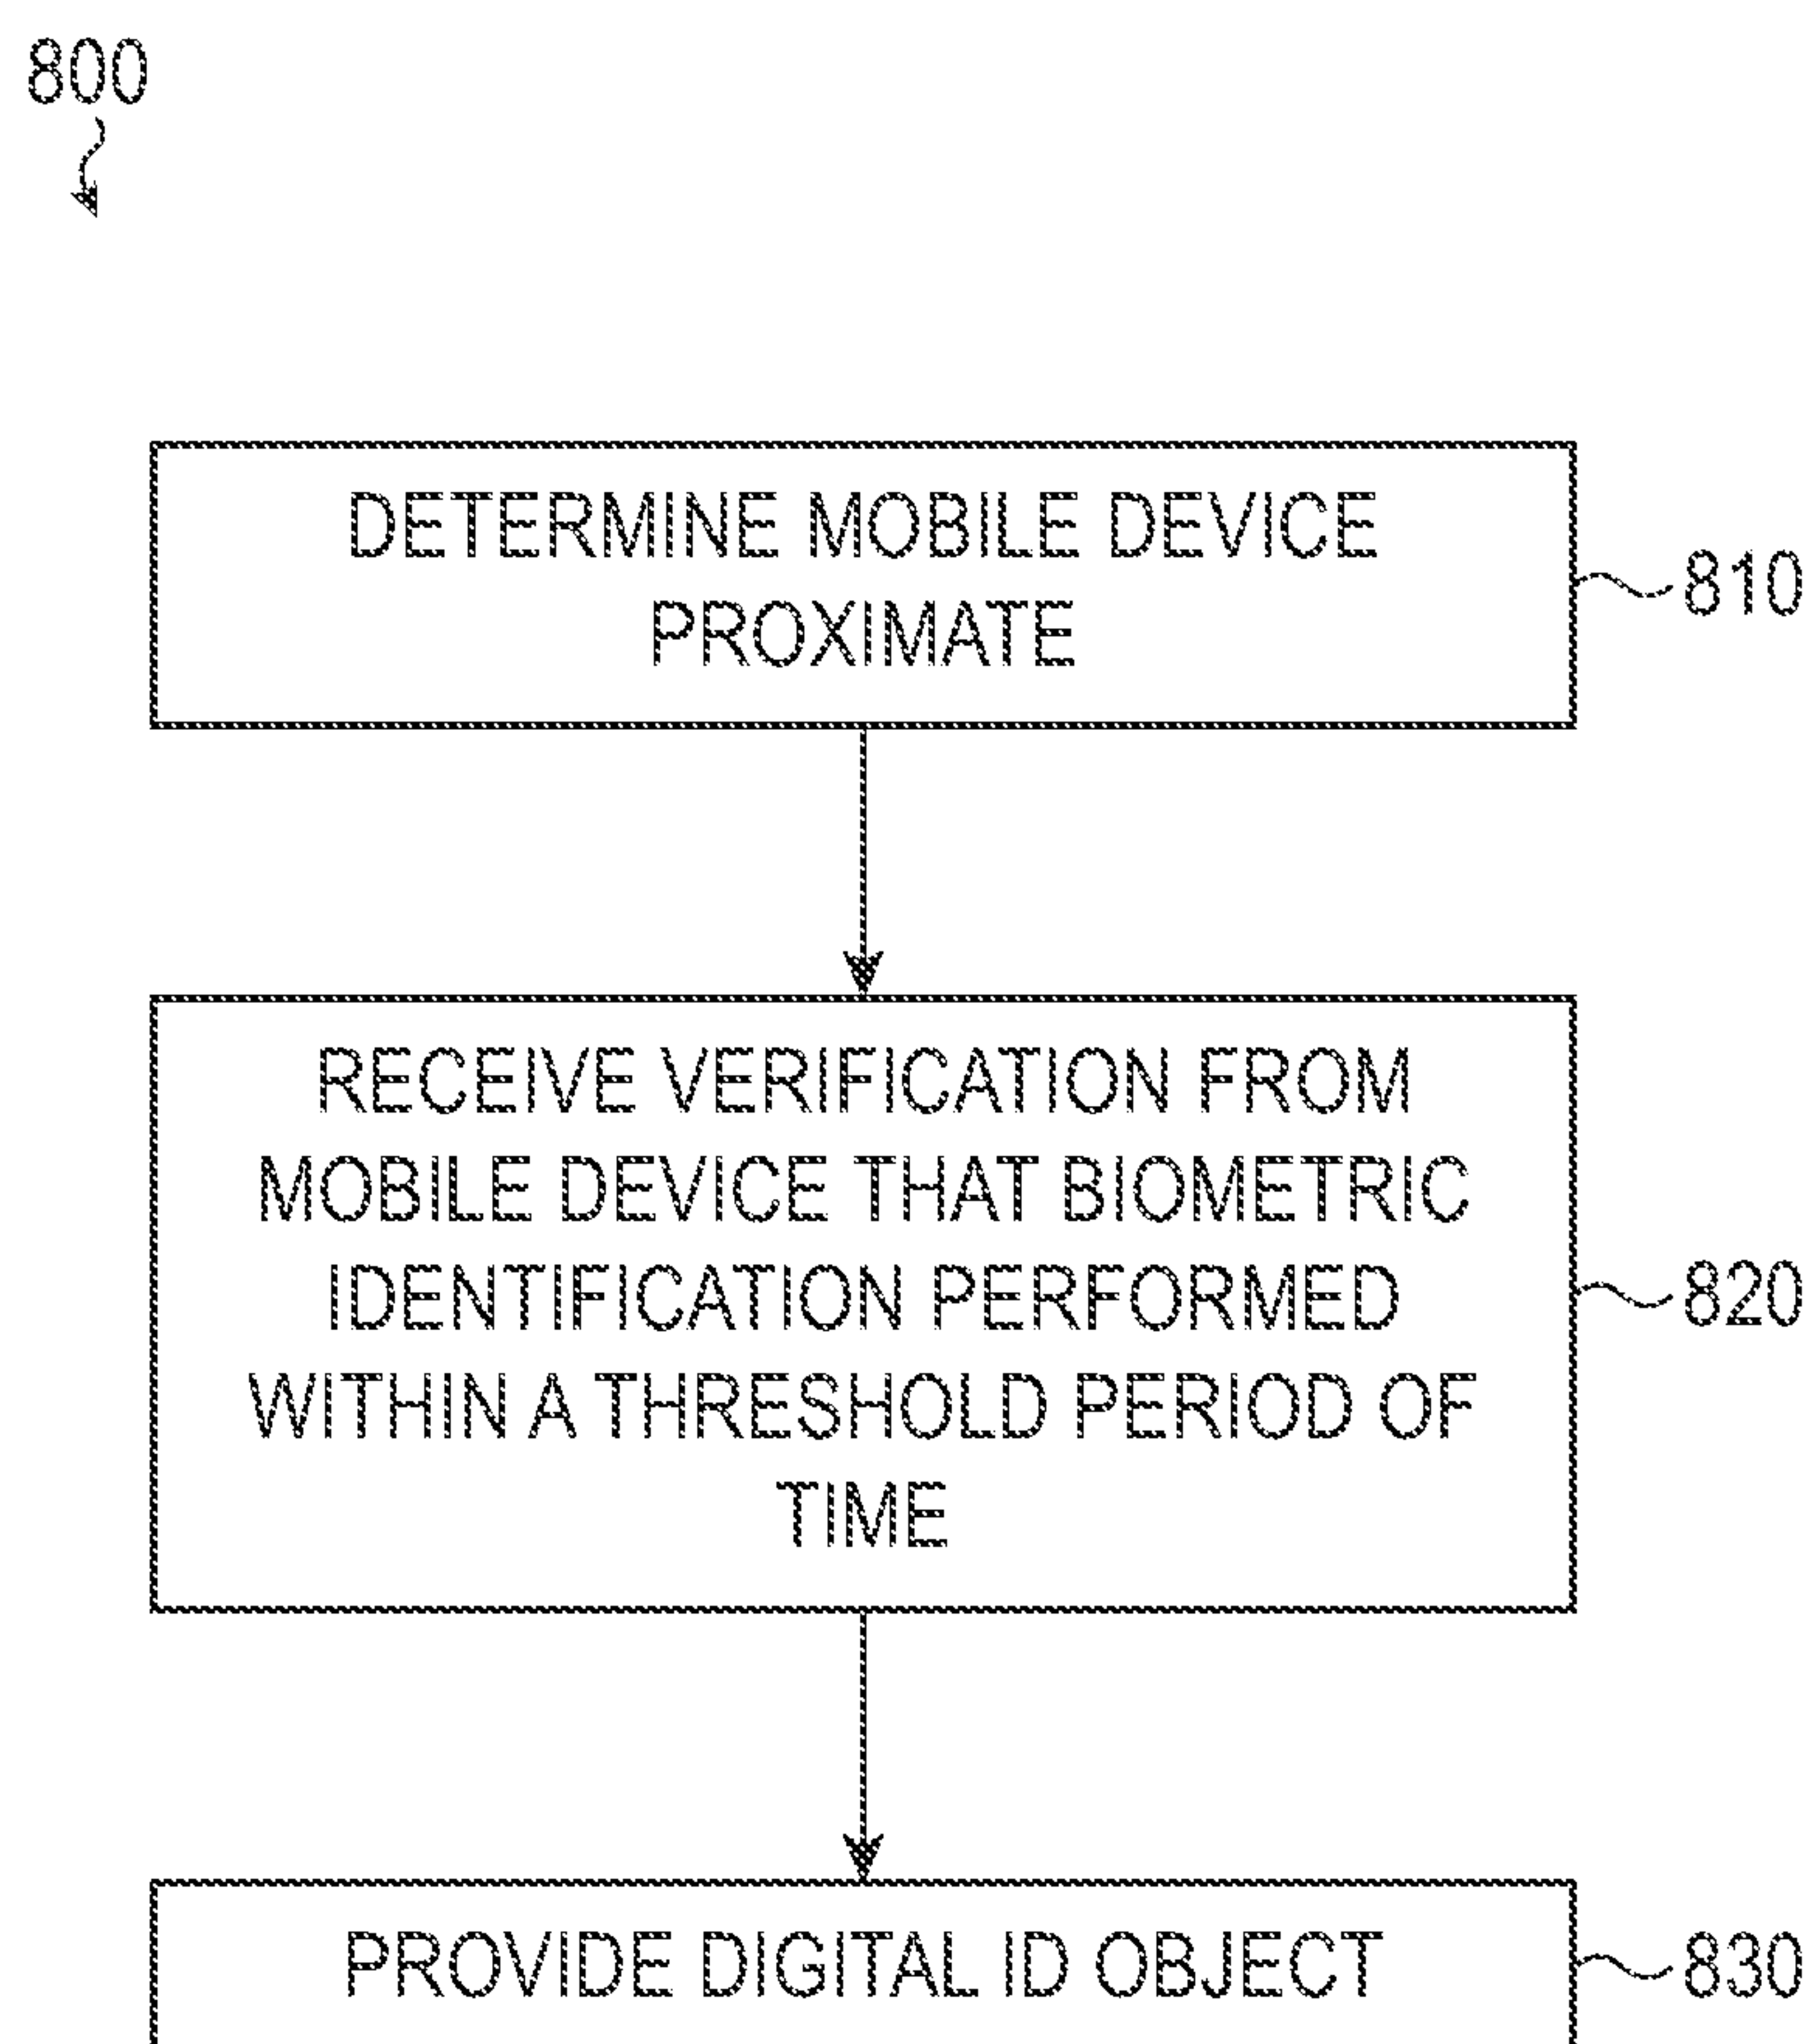 800
DETERMINE MOBILE DEVICE
PROXIMATE
810
RECEIVE VERIFICATION FROM
MOBILE DEVICE THAT BIOMETRIC
IDENTIFICATION PERFORMED
WITHIN A THRESHOLD PERIOD OF
TIME
820
PROVIDE DIGITAL ID OBJECT
830